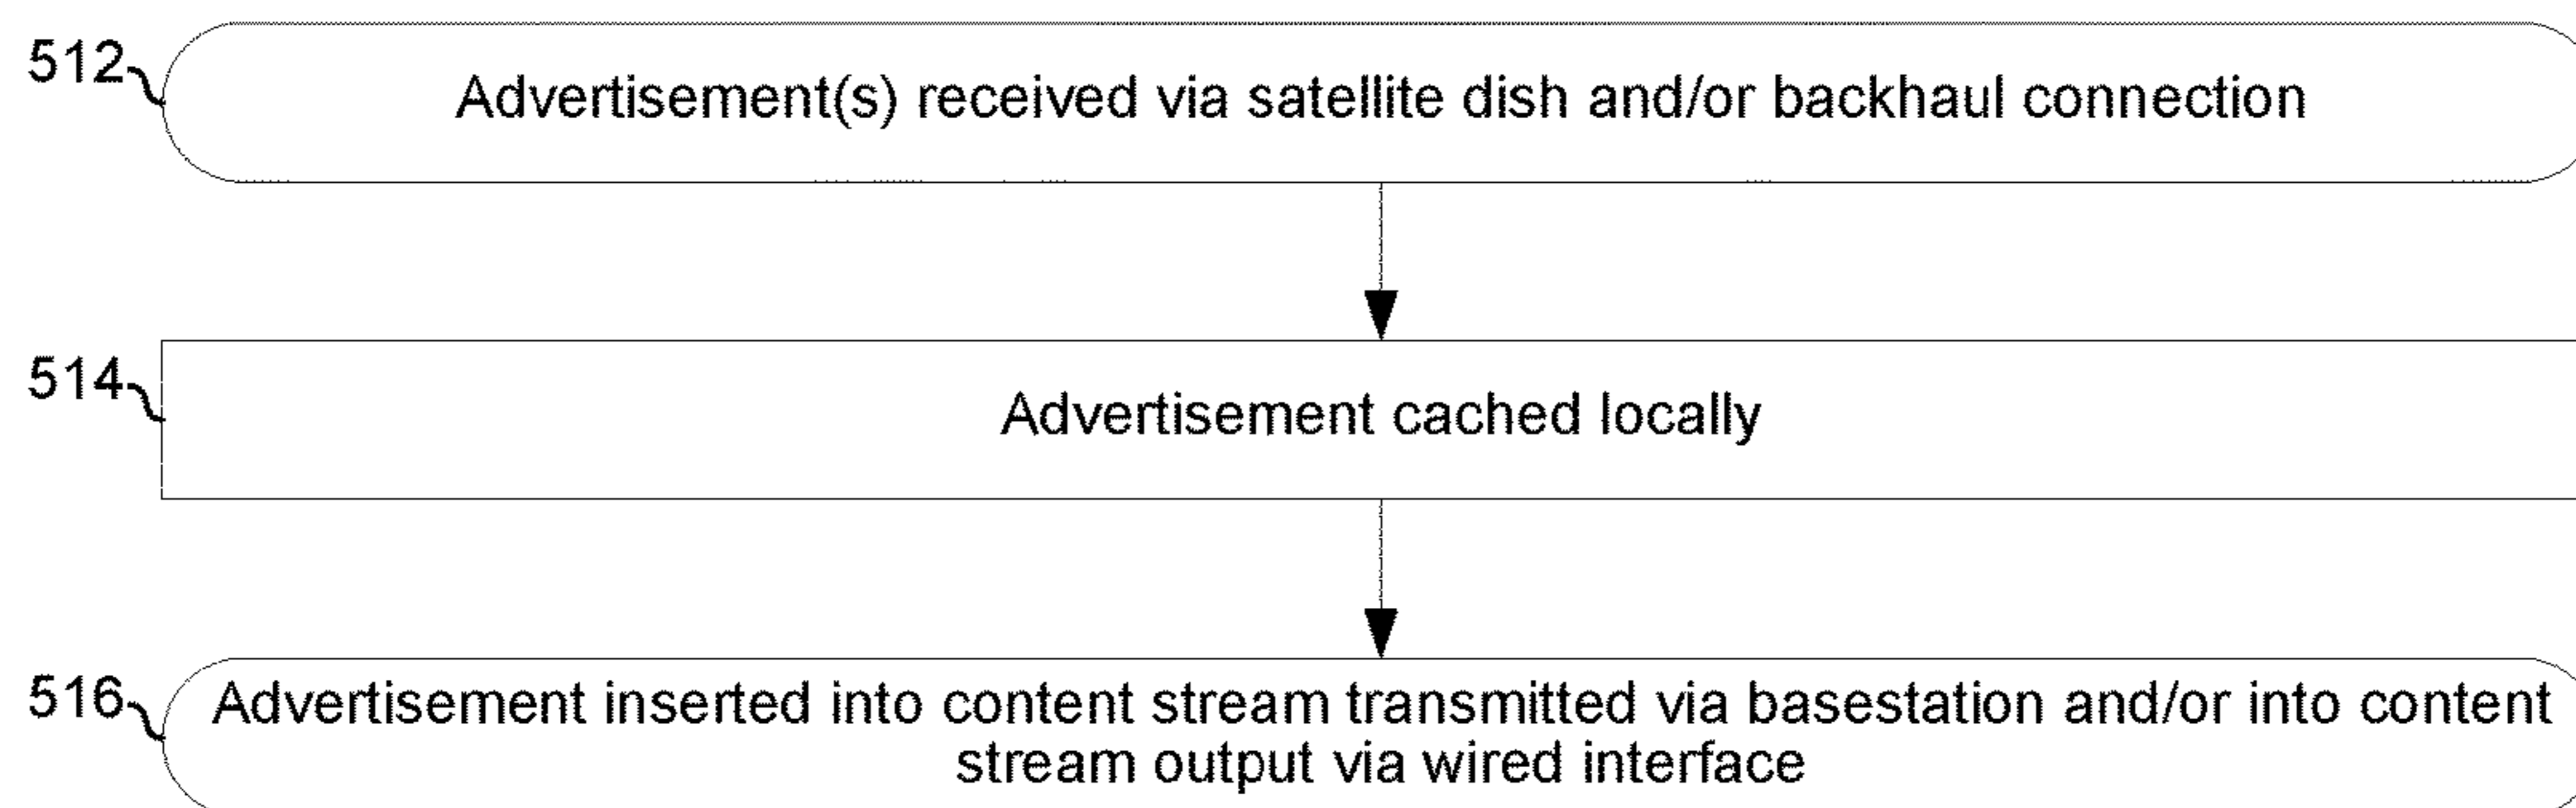 512
Advertisement(s) received via satellite dish and/or backhaul connection
514
Advertisement cached locally
516
Advertisement inserted into content stream transmitted via basestation and/or into content
stream output via wired interface